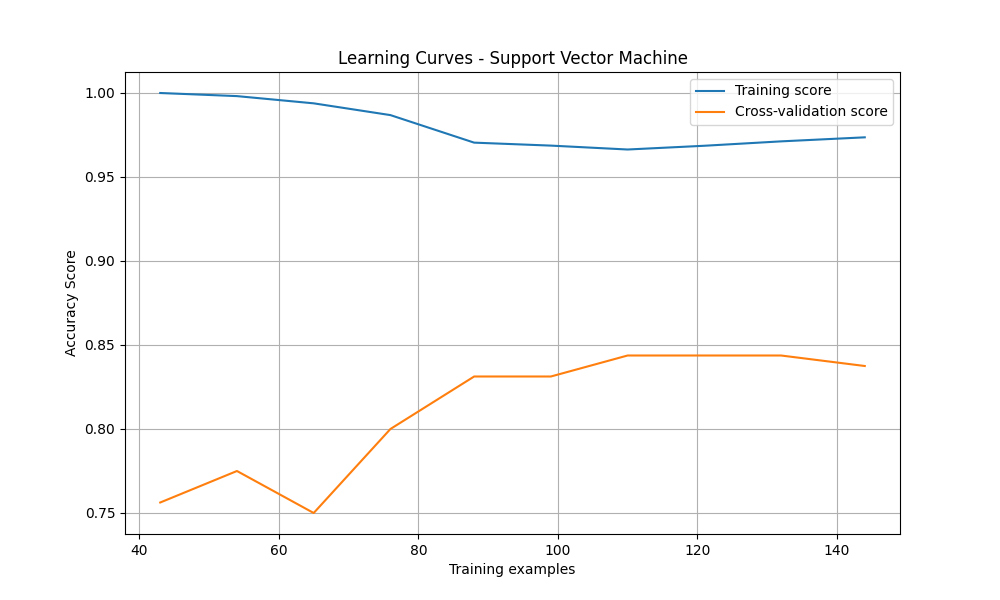 Learning Curves - Support Vector Machine
Training score
Cross-validation score
1.00
0.95
0.90
0.85
0.80
0.75
Accuracy Score
40
60
80
100
120
140
Training examples